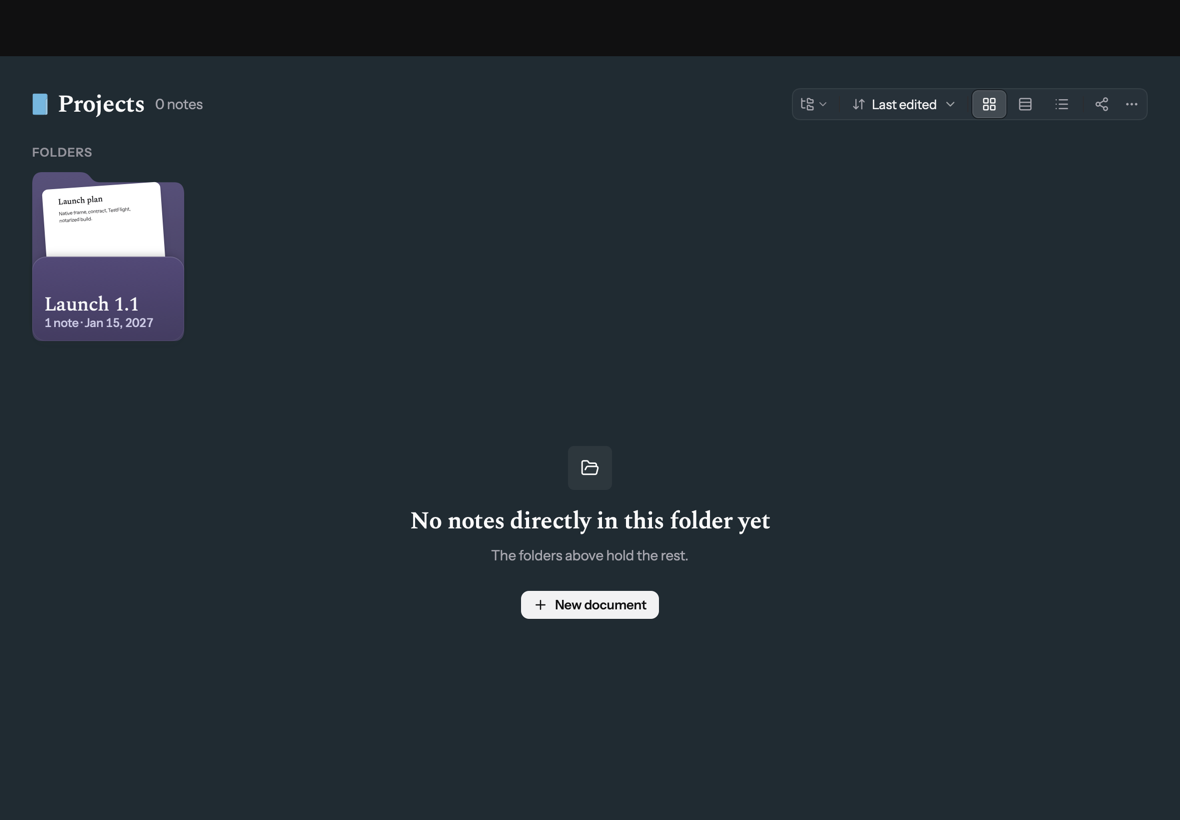 Projects 0 notes
Last edited
FOLDERS
Launch plan
Native frame, contract, TestFlight,
notarised build.
Launch 1.1
1 note · Jan 15, 2027
No notes directly in this folder yet
The folders above hold the rest.
New document